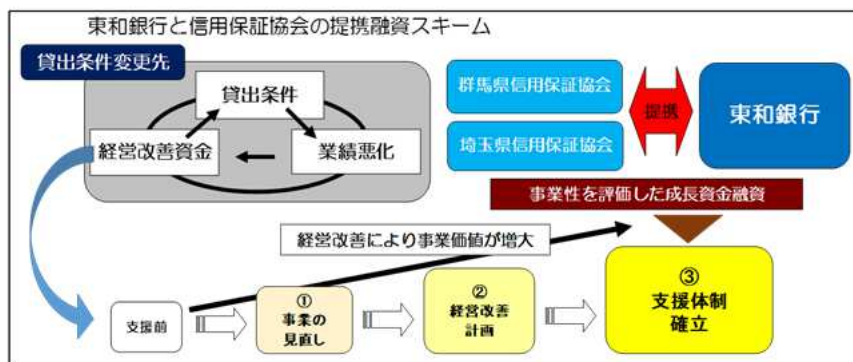 東和銀行と信用保証協会の提携融資スキーム
貸出条件変更先
貸出条件
経営改善資金
業績悪化
群馬県信用保証協会
埼玉県信用保証協会
提携
東和銀行
事業性を評価した成長資金融資
経営改善により事業価値が増大
支援前
①
事業の
見直し
②
経営改善
計画
③
支援体制
確立